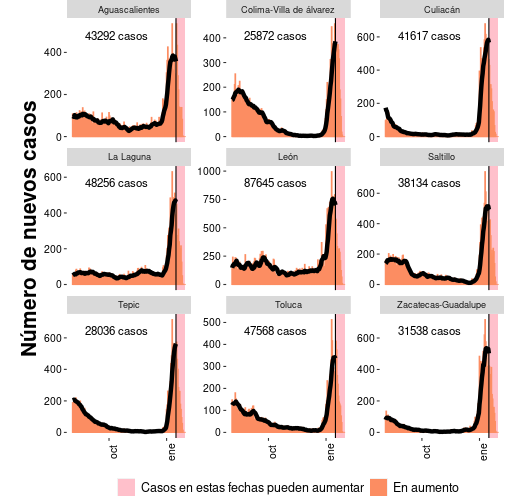 Número de nuevos casos
Aguascalientes
43292 casos
400
200
0
Colima-Villa de álvarez
25872 casos
400
300
200
100
0
Culiacán
41617 casos
600
400
200
0
La Laguna
48256 casos
600
400
200
0
León
87645 casos
1000
750
500
250
0
Saltillo
38134 casos
600
400
200
0
Tepic
28036 casos
600
400
200
0
oct
ene
Toluca
47568 casos
500
400
300
200
100
0
oct
ene
Zacatecas-Guadalupe
31538 casos
600
400
200
0
oct
ene
Casos en estas fechas pueden aumentar
En aumento